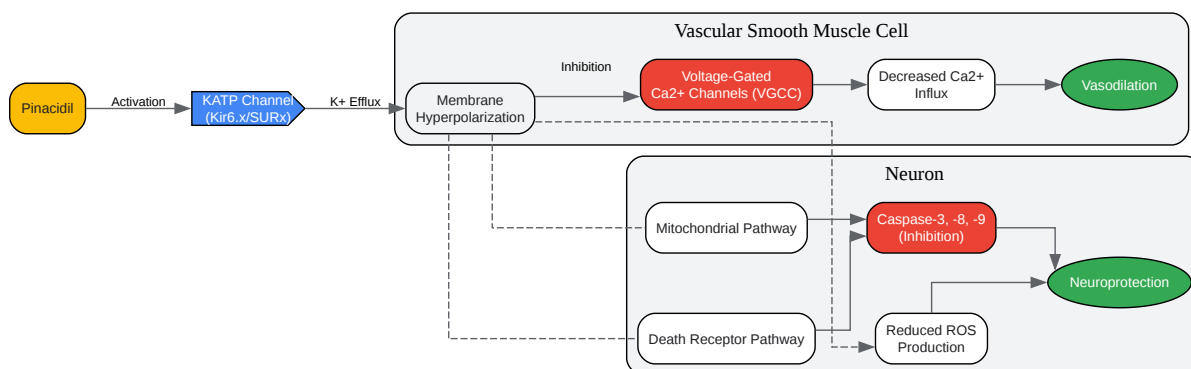 Vascular Smooth Muscle Cell
Pinacidil
Activation
KATP Channel
(Kir6.x/SURx)
K+ Efflux
Membrane
Hyperpolarization
Inhibition
Voltage-Gated
Ca2+ Channels (VGCC)
Decreased Ca2+
Influx
Vasodilation
Neuron
Mitochondrial Pathway
Caspase-3, -8, -9
(Inhibition)
Neuroprotection
Death Receptor Pathway
Reduced ROS
Production